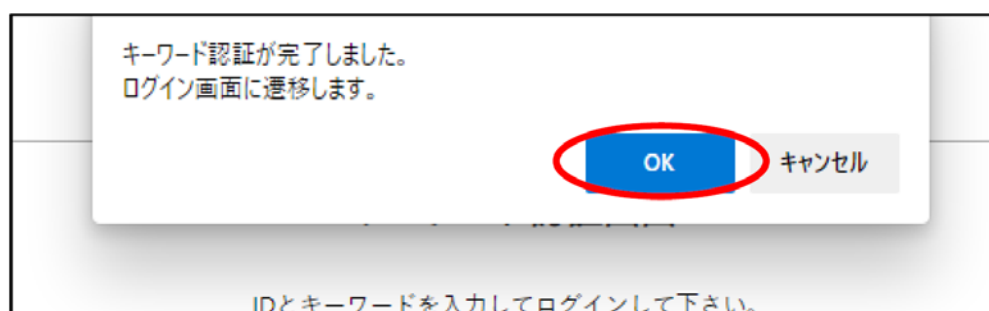 キーワード認証が完了しました。
ログイン画面に遷移します。
OK
キャンセル
IDとキーワードを入力してログインして下さい。